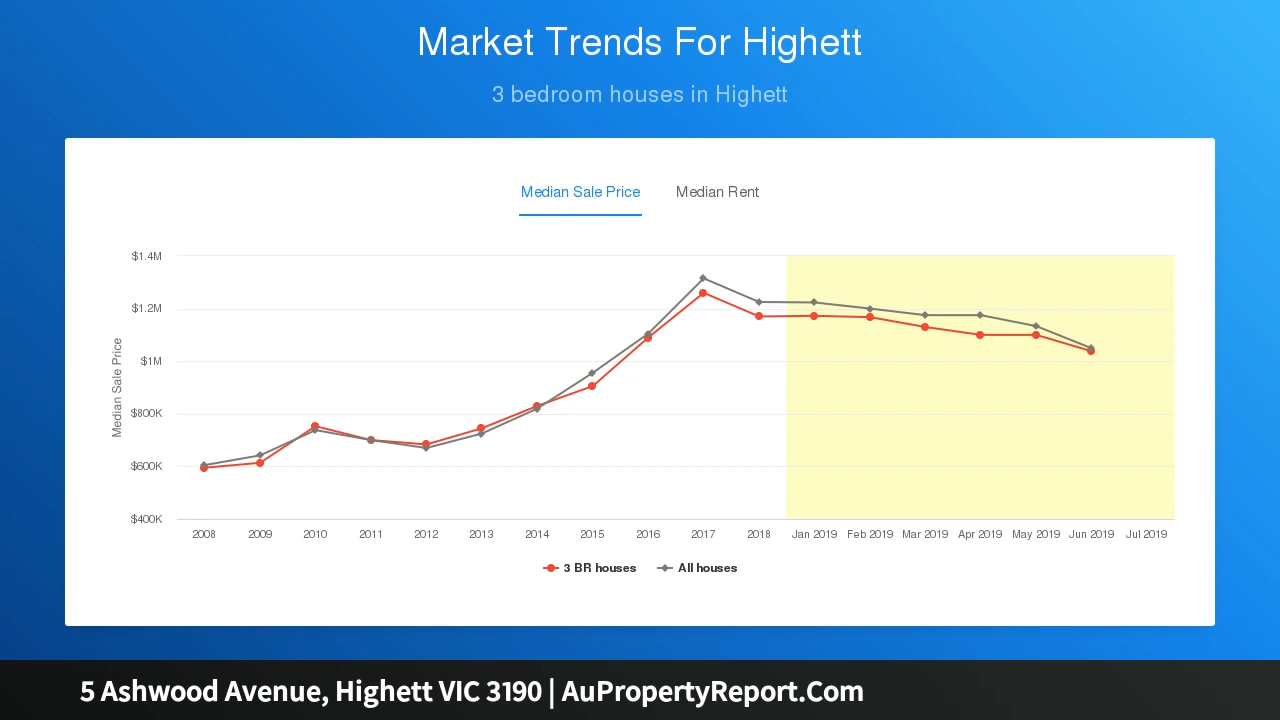 Market Trends For Highett
3 bedroom houses in Highett
Median Sale Price Median Rent
$1.4M
$1.2M
$1M
$800K
$600K
$400K
Median Sale Price
2008 2009 2010 2011 2012 2013 2014 2015 2016 2017 2018 Jan 2019 Feb 2019 Mar 2019 Apr 2019 May 2019 Jun 2019 Jul 2019
3 BR houses All houses
5 Ashwood Avenue, Highett VIC 3190 | AuPropertyReport.Com